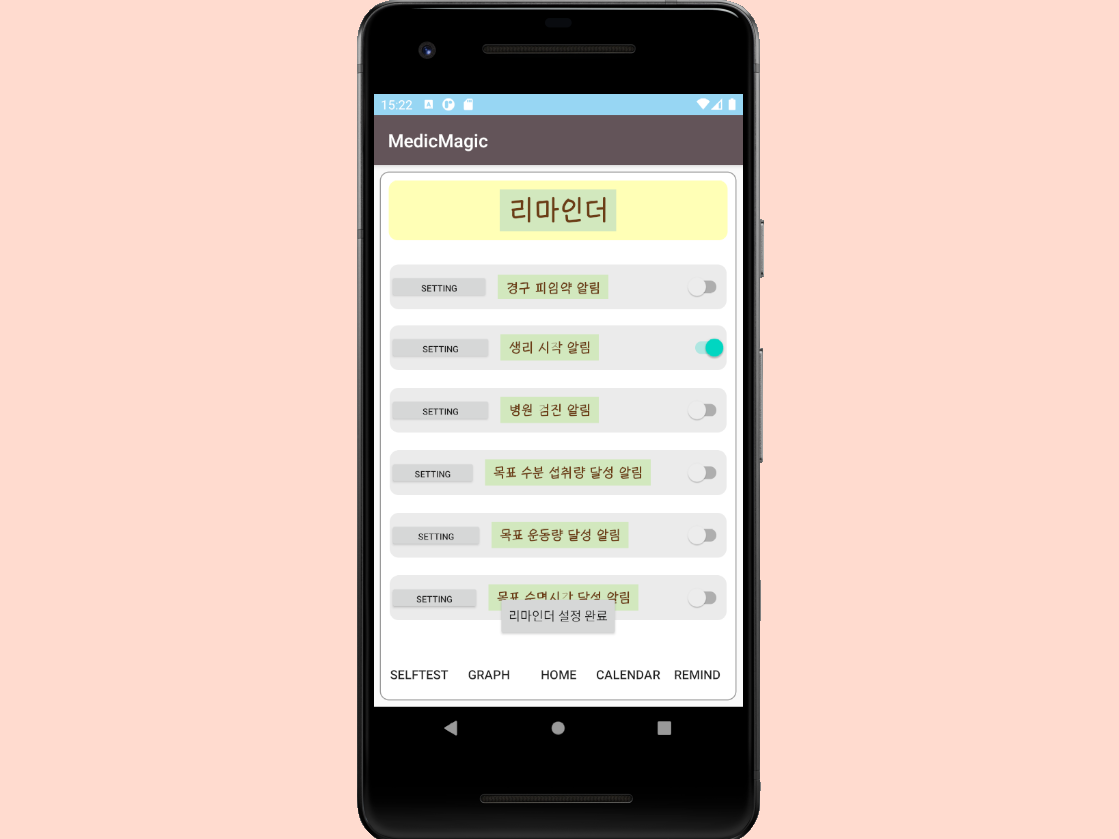 15:22
MedicMagic
리마인더
SETTING 경구 피임약 알림
SETTING 생리 시작 알림
SETTING 병원 검진 알림
SETTING 목표 수분 섭취량 달성 알림
SETTING 목표 운동량 달성 알림
SETTING 목표 수면시간 달성 알림
리마인더 설정 완료
SELFTEST GRAPH HOME CALENDAR REMIND